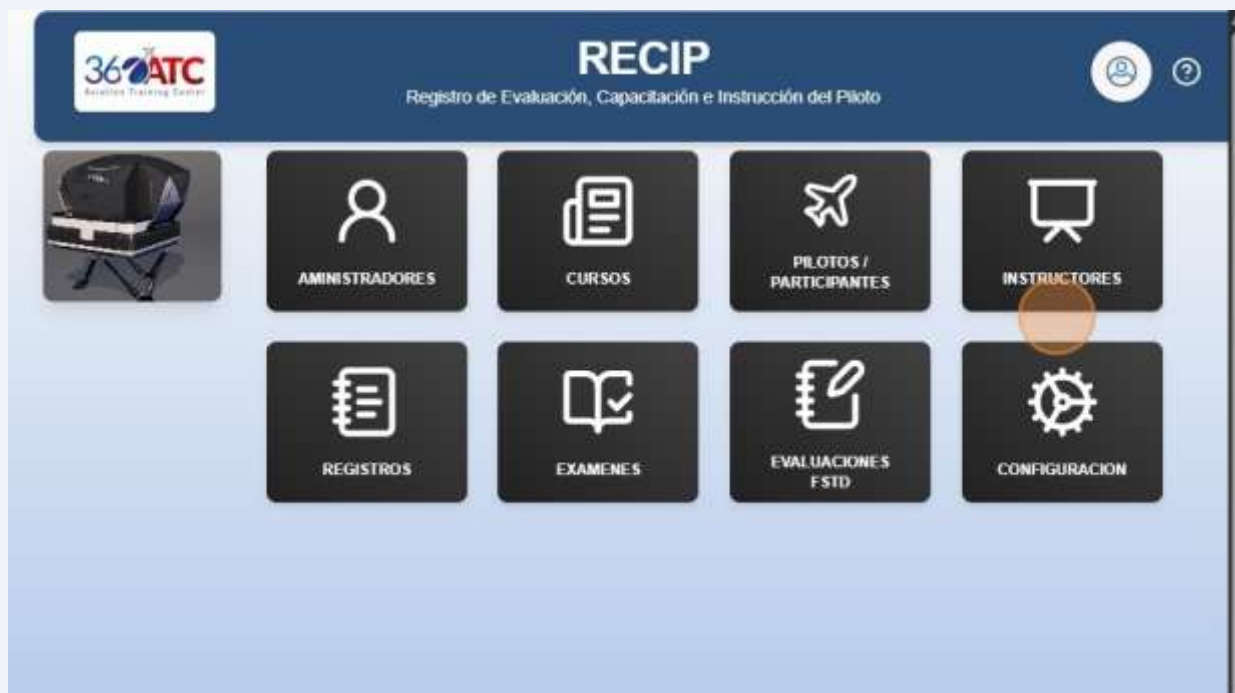 360ATC
Aviation Training Center
RECIP
Registro de Evaluación, Capacitación e Instrucción del Piloto
AMINISTRADORES
CURSOS
PILOTOS /
PARTICIPANTES
INSTRUCTORES
REGISTROS
EXAMENES
EVALUACIONES
FSTD
CONFIGURACION